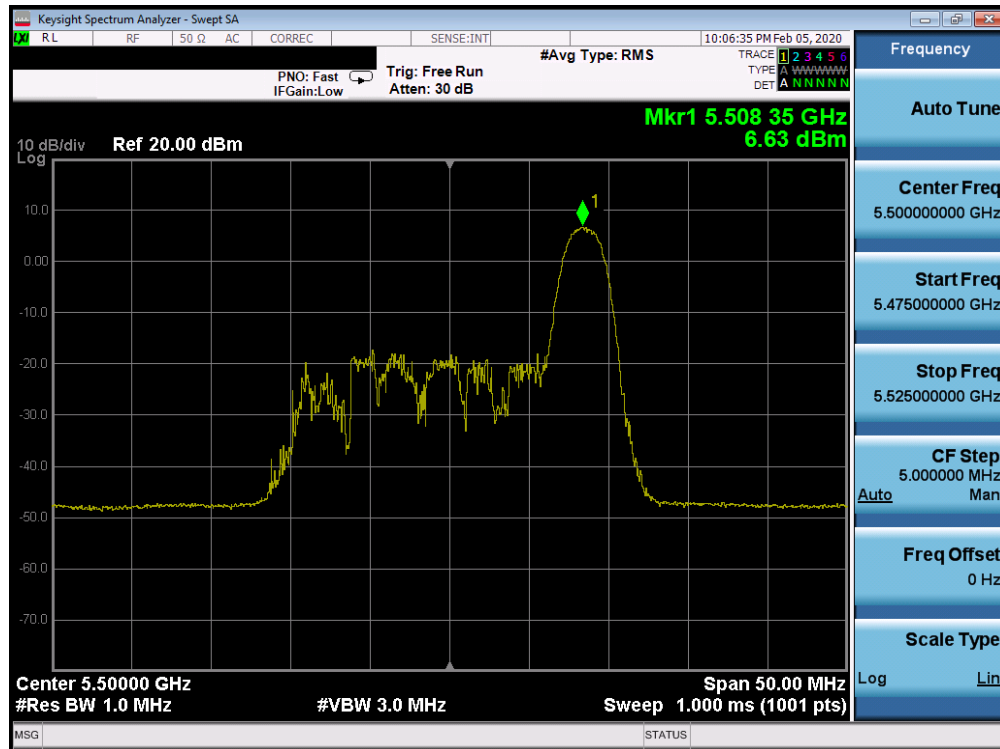 Keysight Spectrum Analyzer - Swept SA
LXI RL RF 50 Ω AC CORREC SENSE:INT 10:06:35 PM Feb 05, 2020
PNO: Fast
IFGain:Low
Trig: Free Run
Atten: 30 dB
#Avg Type: RMS
TRACE 1 2 3 4 5 6
TYPE A WWWWW
DET A N N N N N
Mkr1 5.508 35 GHz
6.63 dBm
10 dB/div
Log
Ref 20.00 dBm
1
10.0
0.00
-10.0
-20.0
-30.0
-40.0
-50.0
-60.0
-70.0
Center 5.50000 GHz
Span 50.00 MHz
#Res BW 1.0 MHz
#VBW 3.0 MHz
Sweep 1.000 ms (1001 pts)
MSG
STATUS
Frequency
Auto Tune
Center Freq
5.500000000 GHz
Start Freq
5.475000000 GHz
Stop Freq
5.525000000 GHz
CF Step
5.000000 MHz
Auto Man
Freq Offset
0 Hz
Scale Type
Log Lin